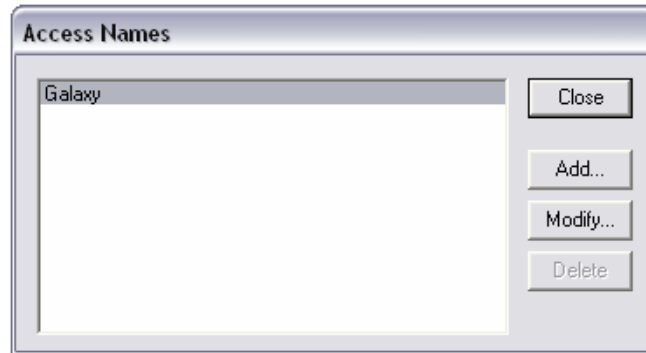 Access Names
Galaxy
Close
Add...
Modify...
Delete